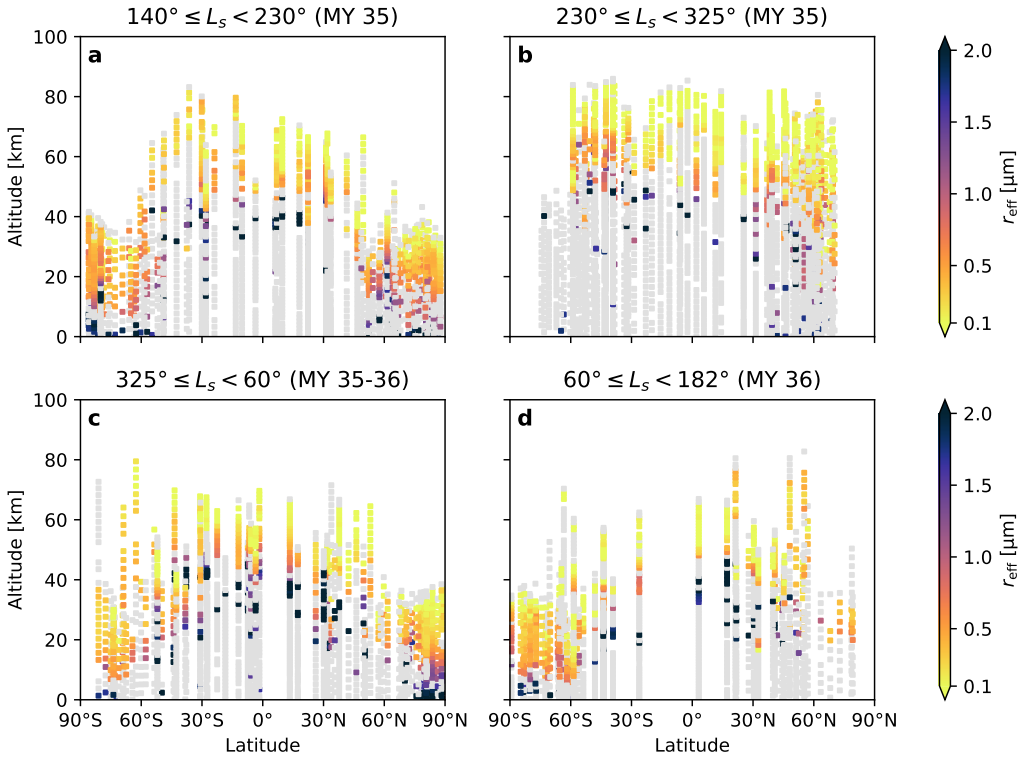 140° ≤ Ls < 230° (MY 35)
230° ≤ Ls < 325° (MY 35)
a
b
100
80
60
40
20
0
Altitude [km]
2.0
1.5
1.0
0.5
0.1
reff [µm]
325° ≤ Ls < 60° (MY 35-36)
60° ≤ Ls < 182° (MY 36)
c
d
100
80
60
40
20
0
Altitude [km]
2.0
1.5
1.0
0.5
0.1
reff [µm]
90°S 60°S 30°S 0° 30°N 60°N 90°N
90°S 60°S 30°S 0° 30°N 60°N 90°N
Latitude
Latitude